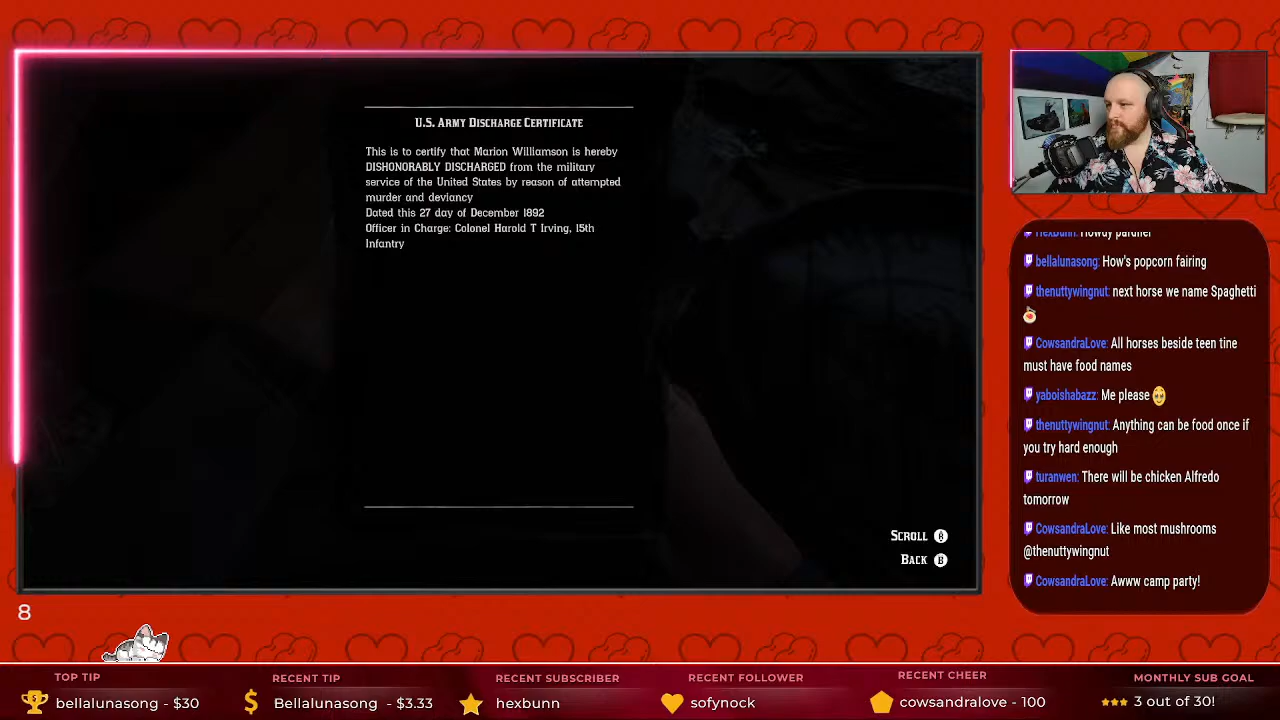 U.S. ARMY DISCHARGE CERTIFICATE
This is to certify that Marion Williamson is hereby
DISHONORABLY DISCHARGED from the military
service of the United States by reason of attempted
murder and deviancy
Dated this 27 day of December 1892
Officer in Charge: Colonel Harold T Irving, 15th
Infantry
SCROLL R
BACK B
HexBunn: Howdy pardner
bellalunasong: How's popcorn fairing
thenuttywingnut: next horse we name Spaghetti
🍝
CowsandraLove: All horses beside teen tine
must have food names
yaboishabazz: Me please 🥹
thenuttywingnut: Anything can be food once if
you try hard enough
turanwen: There will be chicken Alfredo
tomorrow
CowsandraLove: Like most mushrooms
@thenuttywingnut
CowsandraLove: Awww camp party!
8
TOP TIP
bellalunasong - $30
RECENT TIP
Bellalunasong - $3.33
RECENT SUBSCRIBER
hexbunn
RECENT FOLLOWER
sofynock
RECENT CHEER
cowsandralove - 100
MONTHLY SUB GOAL
3 out of 30!